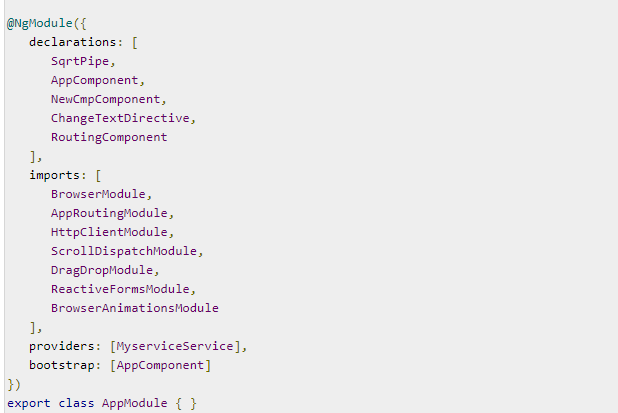 @NgModule({
   declarations: [
      SqrtPipe,
      AppComponent,
      NewCmpComponent,
      ChangeTextDirective,
      RoutingComponent
   ],
   imports: [
      BrowserModule,
      AppRoutingModule,
      HttpClientModule,
      ScrollDispatchModule,
      DragDropModule,
      ReactiveFormsModule,
      BrowserAnimationsModule
   ],
   providers: [MyserviceService],
   bootstrap: [AppComponent]
})
export class AppModule { }